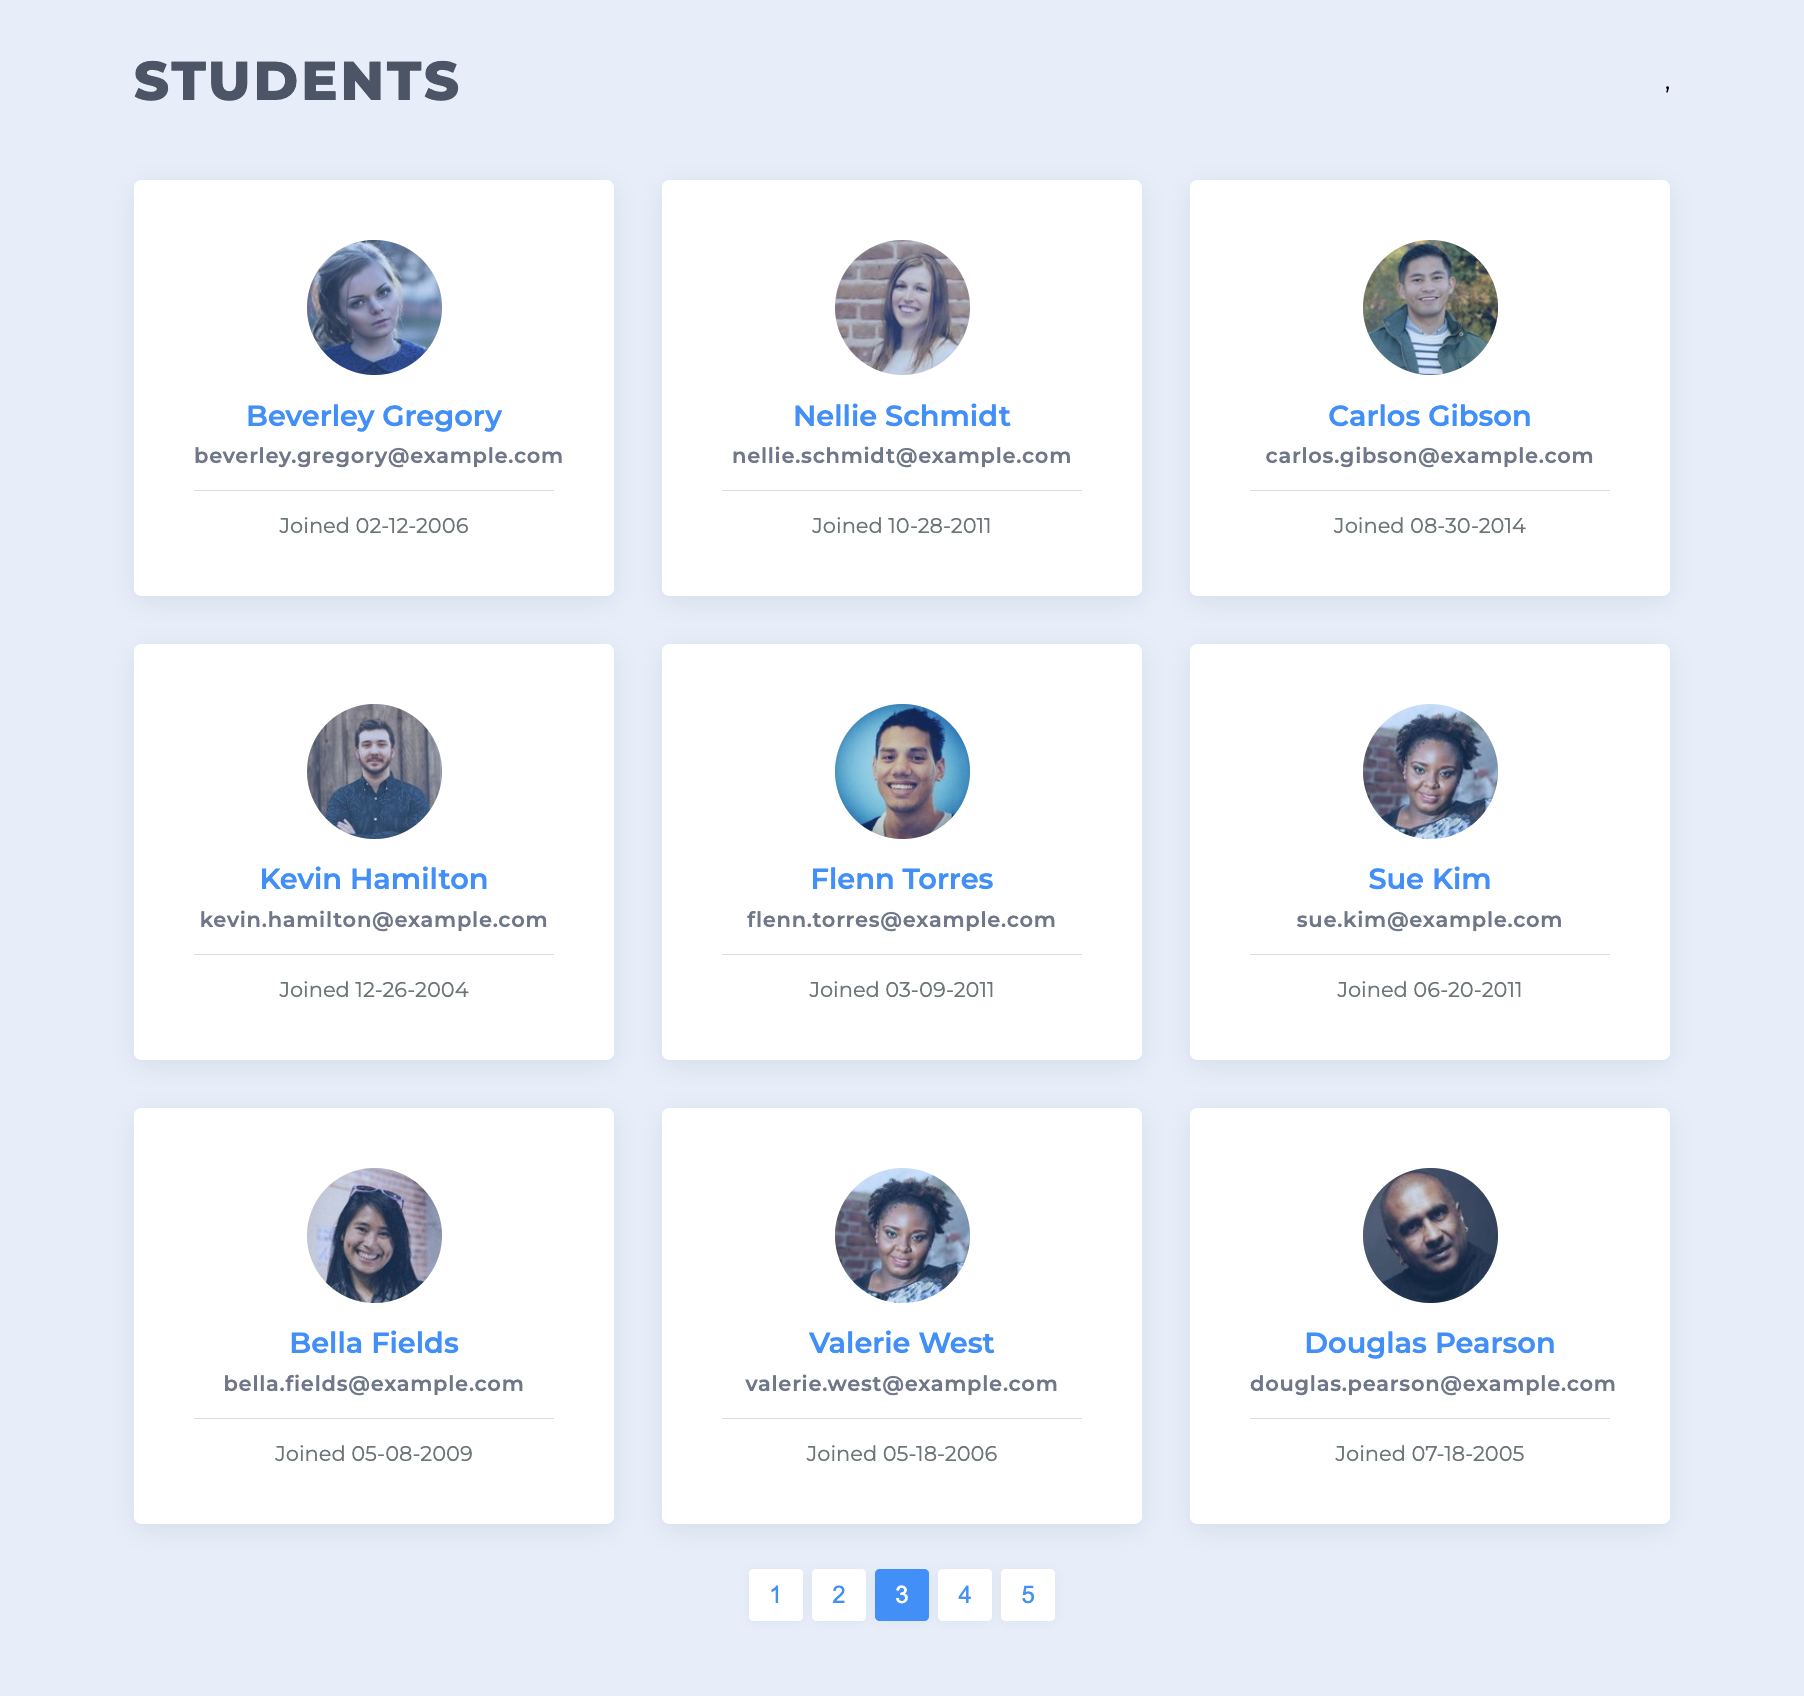 STUDENTS
,
Beverley Gregory
beverley.gregory@example.com
Joined 02-12-2006
Nellie Schmidt
nellie.schmidt@example.com
Joined 10-28-2011
Carlos Gibson
carlos.gibson@example.com
Joined 08-30-2014
Kevin Hamilton
kevin.hamilton@example.com
Joined 12-26-2004
Flenn Torres
flenn.torres@example.com
Joined 03-09-2011
Sue Kim
sue.kim@example.com
Joined 06-20-2011
Bella Fields
bella.fields@example.com
Joined 05-08-2009
Valerie West
valerie.west@example.com
Joined 05-18-2006
Douglas Pearson
douglas.pearson@example.com
Joined 07-18-2005
1 2 3 4 5